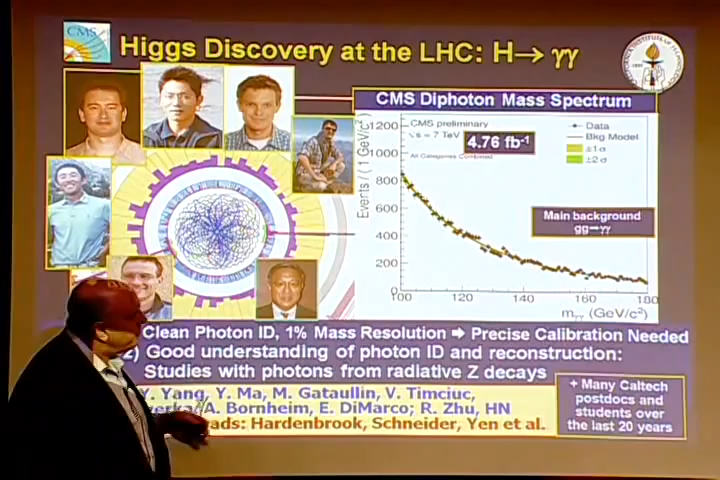 CMS
Higgs Discovery at the LHC: H→ γγ
CMS Diphoton Mass Spectrum
CMS preliminary
√s = 7 TeV
4.76 fb⁻¹
All Categories Combined
Data
Bkg Model
±1 σ
±2 σ
Events / ( 1 GeV/c²)
1200
1000
800
600
400
200
0
Main background
gg→γγ
100 120 140 160 180
mγγ (GeV/c²)
Clean Photon ID, 1% Mass Resolution ➡ Precise Calibration Needed
2) Good understanding of photon ID and reconstruction:
Studies with photons from radiative Z decays
Y. Yang, Y. Ma, M. Gataullin, V. Timciuc,
A. Bornheim, E. DiMarco; R. Zhu, HN
Hardenbrook, Schneider, Yen et al.
+ Many Caltech
postdocs and
students over
the last 20 years